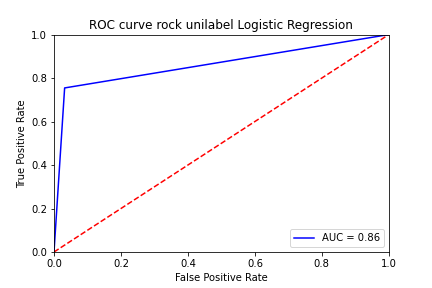 ROC curve rock unilabel Logistic Regression
1.0
0.8
0.6
0.4
0.2
0.0
True Positive Rate
0.0 0.2 0.4 0.6 0.8 1.0
False Positive Rate
AUC = 0.86